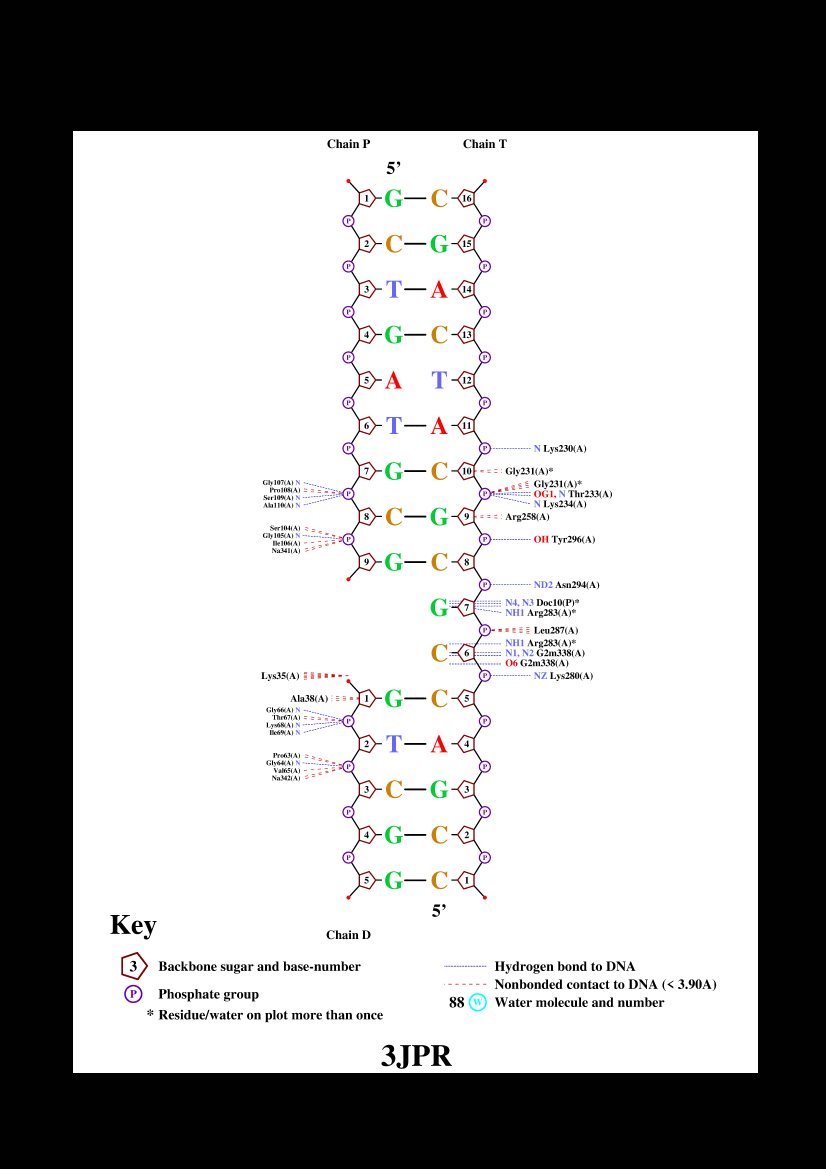 Chain P Chain T
5’
1 G C 16
P P
2 C G 15
P P
3 T A 14
P P
4 G C 13
P P
5 A T 12
P P
6 T A 11
P P N Lys230(A)
7 G C 10 Gly231(A)*
Gly107(A) N
Pro108(A)
Ser109(A) N
Ala110(A) N
P P
Gly231(A)*
OG1, N Thr233(A)
N Lys234(A)
8 C G 9 Arg258(A)
Ser104(A)
Gly105(A) N
Ile106(A)
Na341(A)
P P OH Tyr296(A)
9 G C 8
P ND2 Asn294(A)
G 7 N4, N3 Doc10(P)*
NH1 Arg283(A)*
P Leu287(A)
C 6 NH1 Arg283(A)*
N1, N2 G2m338(A)
O6 G2m338(A)
Lys35(A) P NZ Lys280(A)
Ala38(A) 1 G C 5
Gly66(A) N
Thr67(A)
Lys68(A) N
Ile69(A) N
P P
2 T A 4
Pro63(A)
Gly64(A) N
Val65(A)
Na342(A)
P P
3 C G 3
P P
4 G C 2
P P
5 G C 1
5’
Key
Chain D
3 Backbone sugar and base-number
P Phosphate group
* Residue/water on plot more than once
Hydrogen bond to DNA
Nonbonded contact to DNA (< 3.90A)
88 W Water molecule and number
3JPR